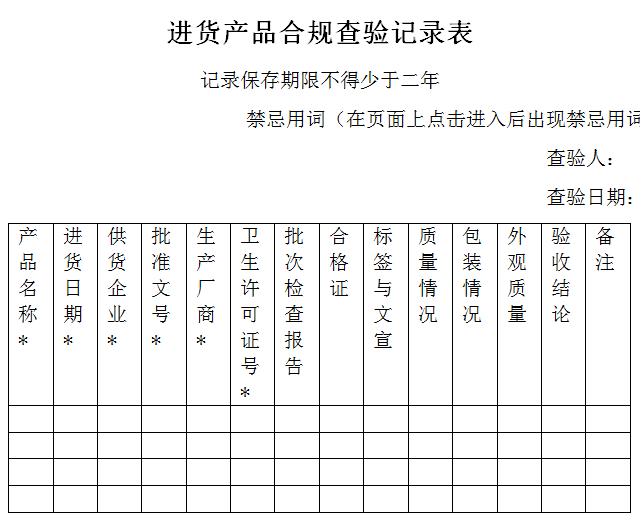 进货产品合规查验记录表
记录保存期限不得少于二年
禁忌用词（在页面上点击进入后出现禁忌用词
查验人：
查验日期：
产品名称*
进货日期*
供货企业*
批准文号*
生产厂商*
卫生许可证号*
批次检查报告
合格证
标签与文宣
质量情况
包装情况
外观质量
验收结论
备注